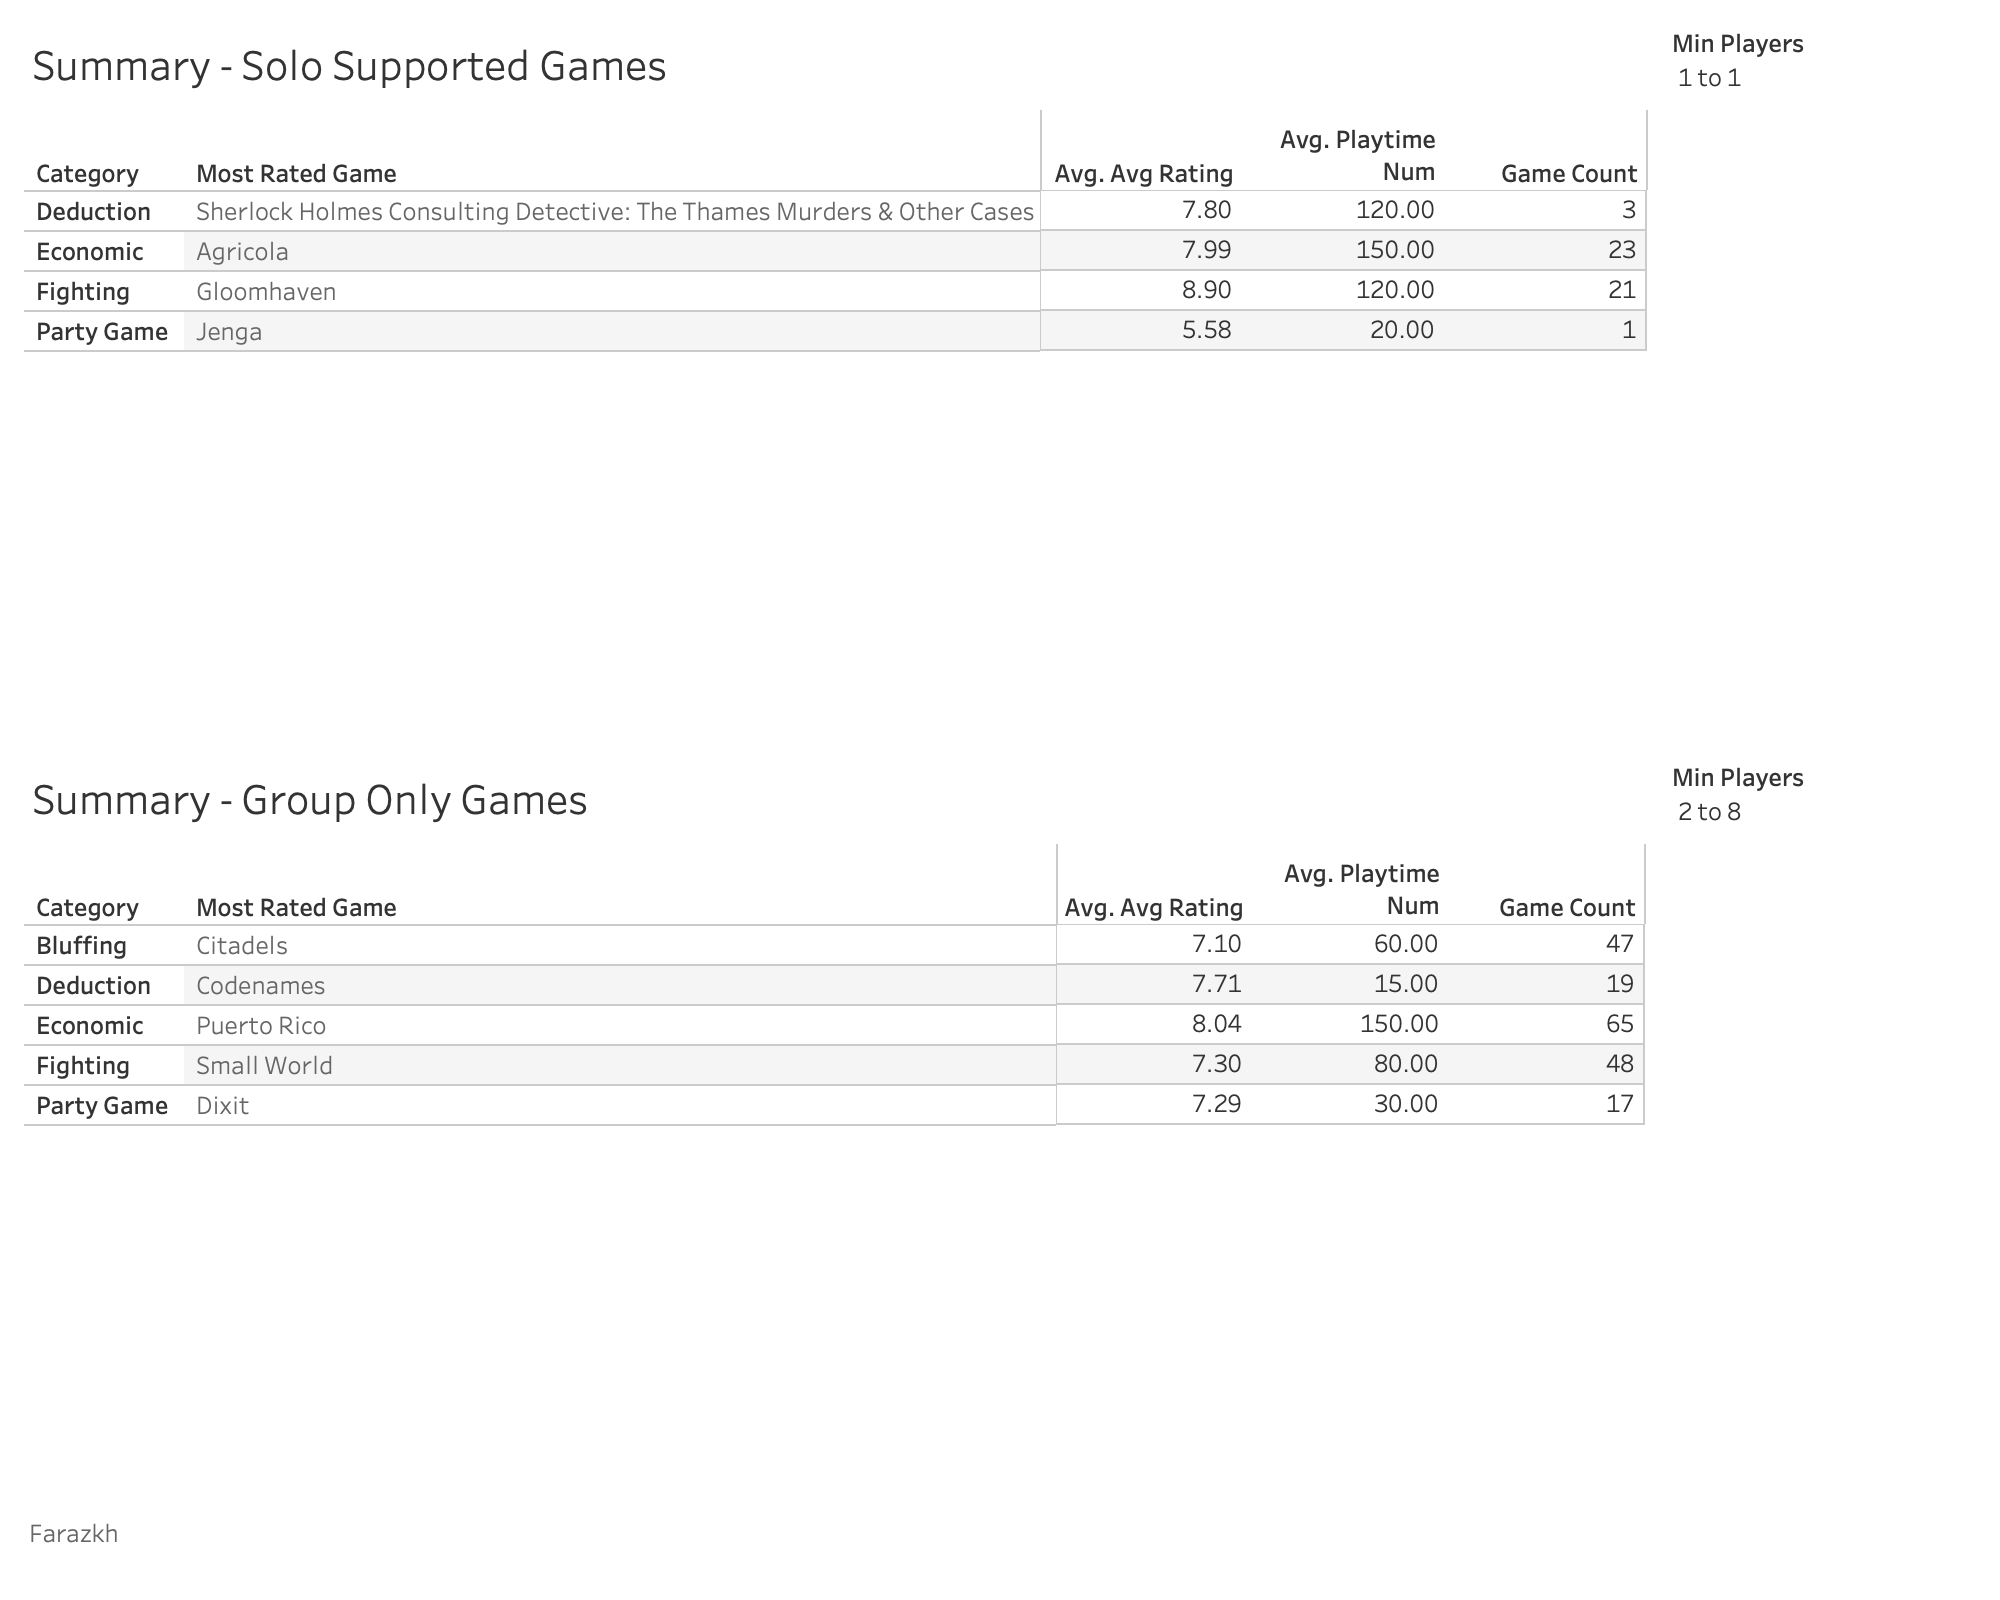 Summary - Solo Supported Games
Min Players
1 to 1
Category Most Rated Game Avg. Avg Rating Avg. Playtime Num Game Count
Deduction Sherlock Holmes Consulting Detective: The Thames Murders & Other Cases 7.80 120.00 3
Economic Agricola 7.99 150.00 23
Fighting Gloomhaven 8.90 120.00 21
Party Game Jenga 5.58 20.00 1
Summary - Group Only Games
Min Players
2 to 8
Category Most Rated Game Avg. Avg Rating Avg. Playtime Num Game Count
Bluffing Citadels 7.10 60.00 47
Deduction Codenames 7.71 15.00 19
Economic Puerto Rico 8.04 150.00 65
Fighting Small World 7.30 80.00 48
Party Game Dixit 7.29 30.00 17
Farazkh